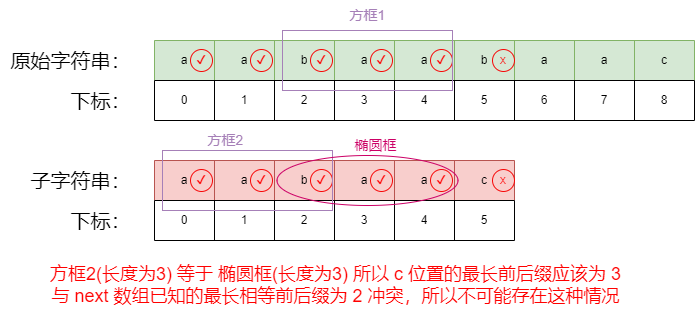 方框1
原始字符串： a ✓ a ✓ b ✓ a ✓ a ✓ b x a a c
下标： 0 1 2 3 4 5 6 7 8
方框2 椭圆框
子字符串： a ✓ a ✓ b ✓ a ✓ a ✓ c x
下标： 0 1 2 3 4 5
方框2(长度为3) 等于 椭圆框(长度为3) 所以 c 位置的最长前后缀应该为 3
与 next 数组已知的最长相等前后缀为 2 冲突，所以不可能存在这种情况